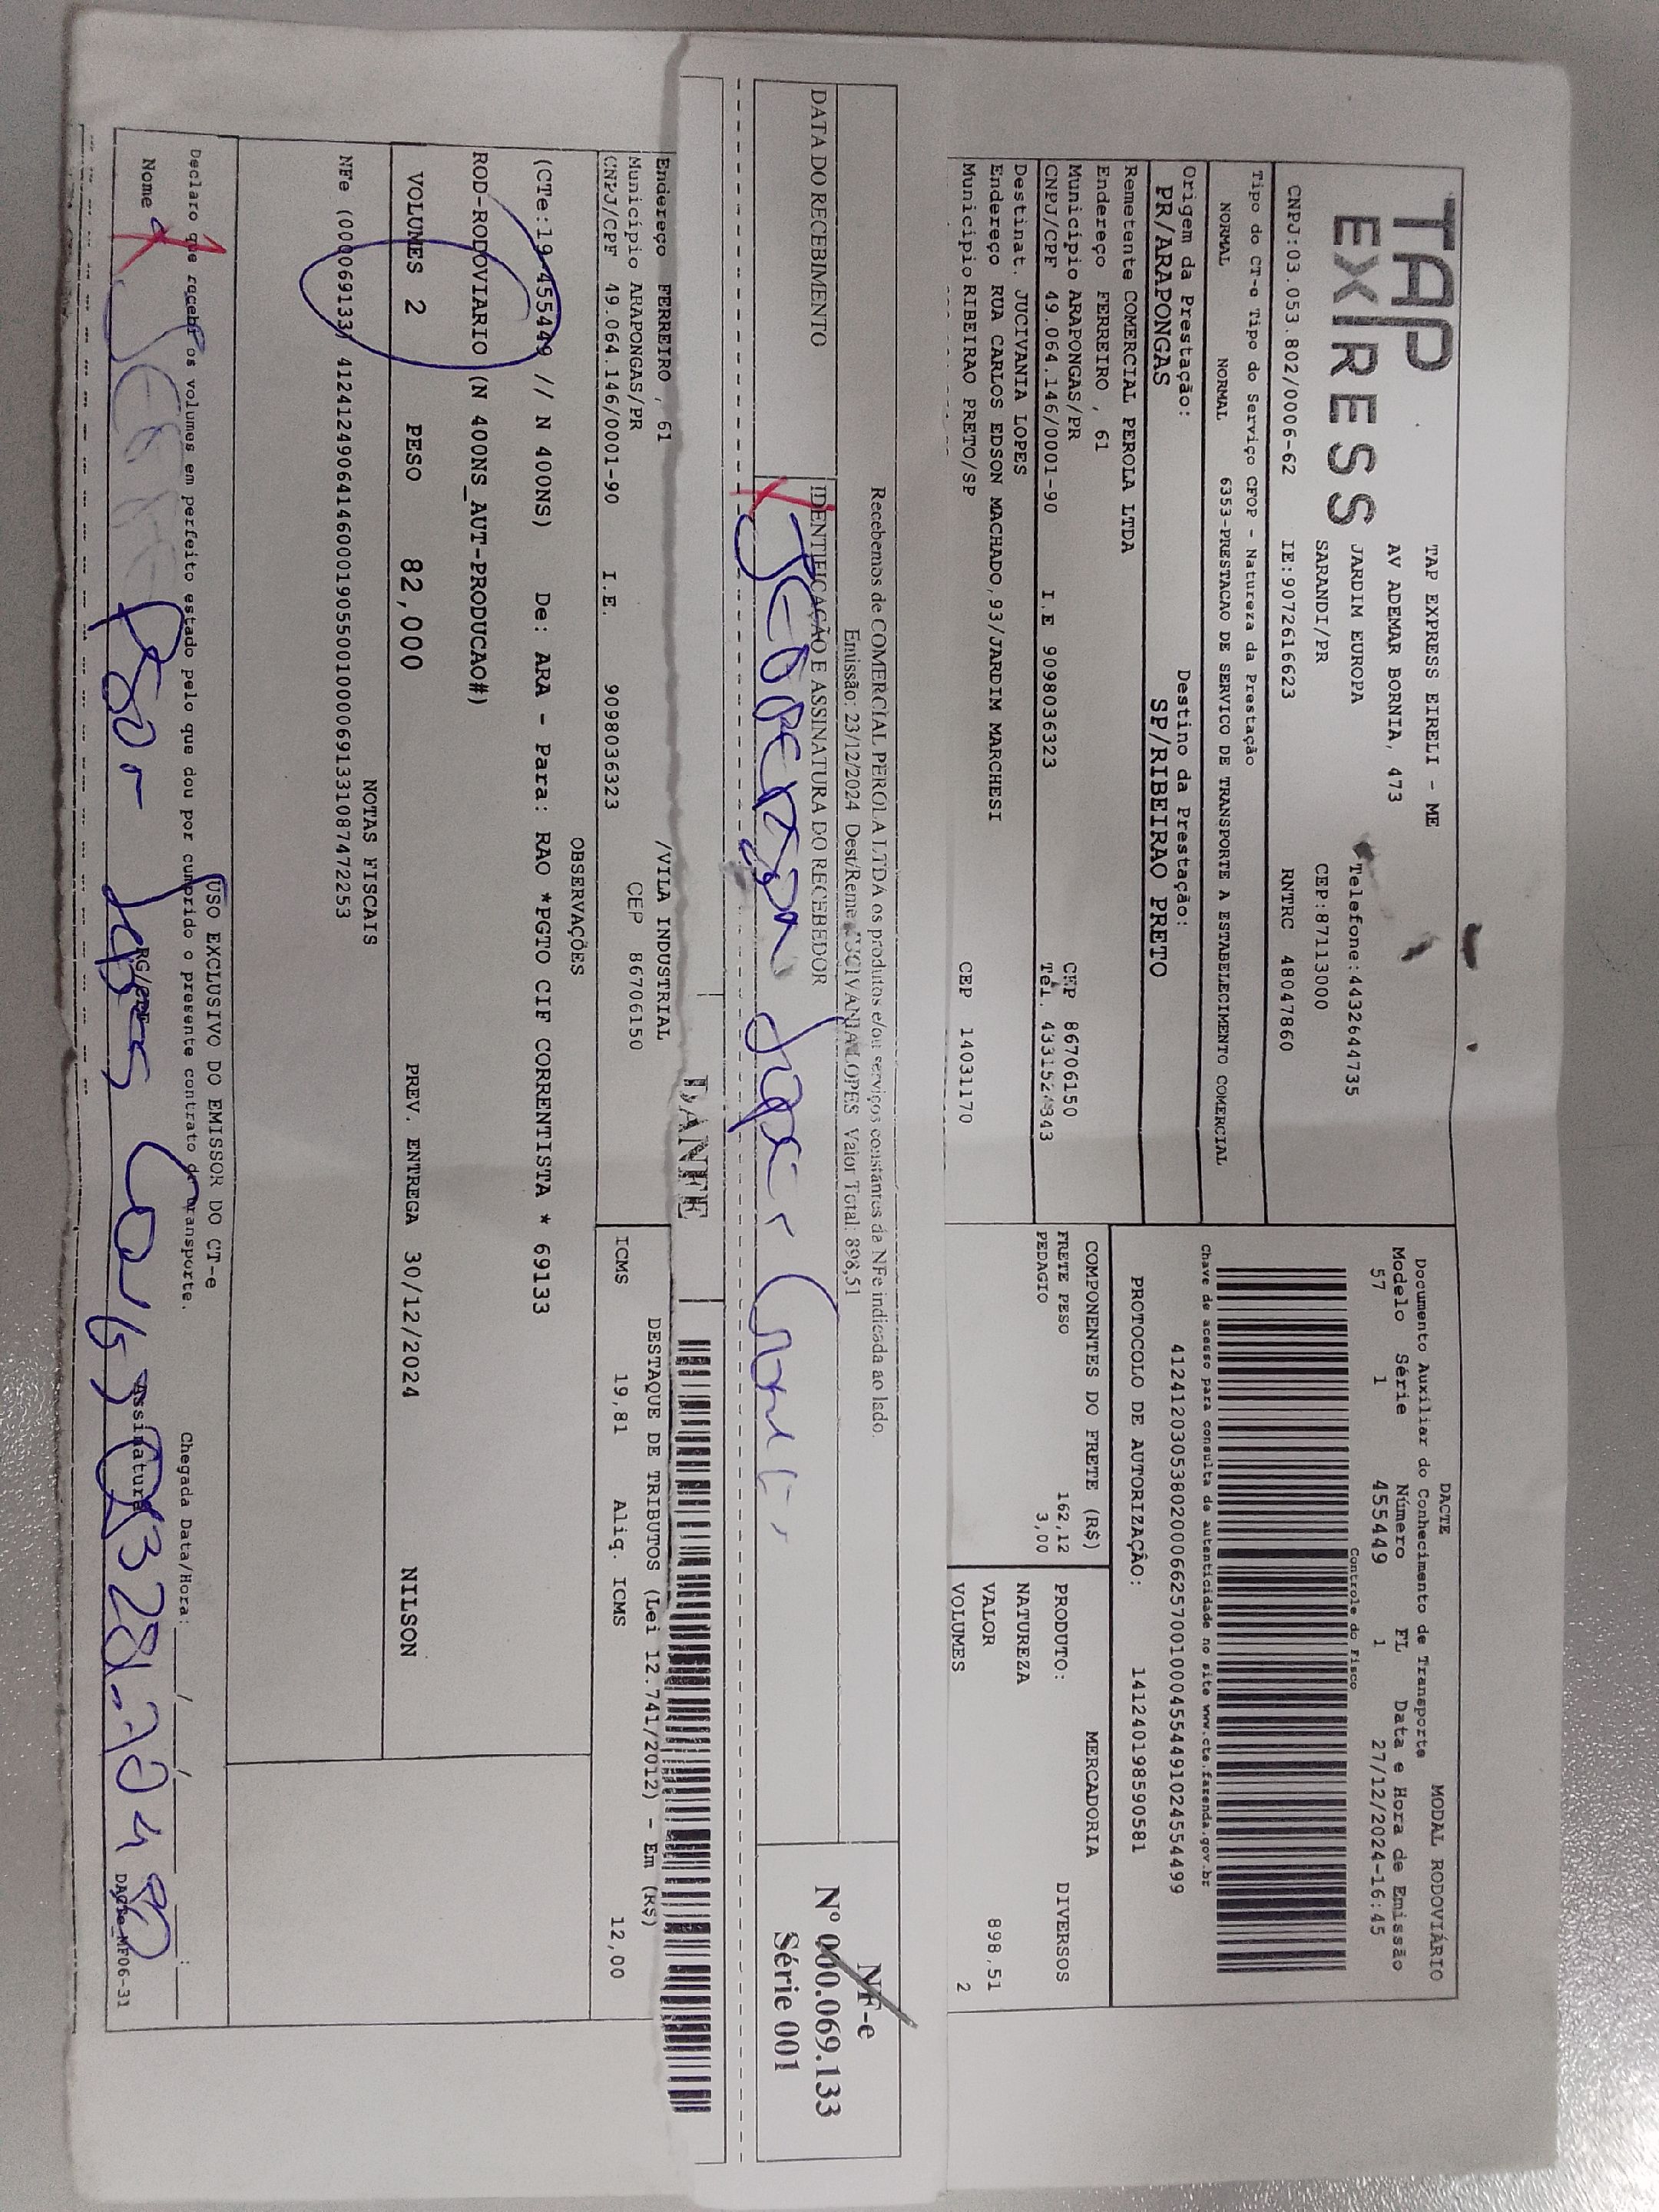 TAP
EXPRESS
TAP EXPRESS EIRELI - ME
AV ADEMAR BORNIA, 473
JARDIM EUROPA
Telefone:4432644735
SARANDI/PR
CEP:87113000
CNPJ:03.053.802/0006-62 IE:9072616623 RNTRC 48047860
DACTE MODAL RODOVIÁRIO
Documento Auxiliar do Conhecimento de Transporte
Modelo Série Número FL Data e Hora de Emissão
57 1 455449 1 27/12/2024-16:45
Controle do Fisco
Tipo do CT-e Tipo do Serviço CFOP - Natureza da Prestação
NORMAL NORMAL 6353-PRESTACAO DE SERVICO DE TRANSPORTE A ESTABELECIMENTO COMERCIAL
Chave de acesso para consulta de autenticidade no site www.cte.fazenda.gov.br
41241203053802000662570010004554491024554499
Origem da Prestação: Destino da Prestação:
PR/ARAPONGAS SP/RIBEIRAO PRETO
PROTOCOLO DE AUTORIZAÇÃO: 141240198590581
Remetente COMERCIAL PEROLA LTDA
Endereço FERREIRO , 61
Município ARAPONGAS/PR CEP 86706150
CNPJ/CPF 49.064.146/0001-90 I.E 9098036323 Tel.
Destinat. JUCIVANIA LOPES
Endereço RUA CARLOS EDSON MACHADO,93/JARDIM MARCHESI
Municipio RIBEIRAO PRETO/SP CEP 14031170
COMPONENTES DO FRETE (R$)
FRETE PESO 162,12
PEDAGIO 3,00
MERCADORIA
PRODUTO: DIVERSOS
NATUREZA
VALOR 898,51
VOLUMES 2
Recebemos de COMERCIAL PEROLA LTDA os produtos e/ou serviços constantes da NFe indicada ao lado.
Emissão: 23/12/2024 Dest/Reme JUCIVANIA LOPES Valor Total: 898,51
DATA DO RECEBIMENTO
IDENTIFICAÇÃO E ASSINATURA DO RECEBEDOR
NF-e
Nº 000.069.133
Série 001
DANFE
Endereço FERREIRO , 61 /VILA INDUSTRIAL
Município ARAPONGAS/PR CEP 86706150
CNPJ/CPF 49.064.146/0001-90 I.E. 9098036323
DESTAQUE DE TRIBUTOS (Lei 12.741/2012) - Em (R$)
ICMS 19,81 Aliq. ICMS 12,00
OBSERVAÇÕES
(CTe:19-455449 // N 400NS) De: ARA - Para: RAO *PGTO CIF CORRENTISTA * 69133
ROD-RODOVIARIO (N 400NS_AUT-PRODUCAO#)
VOLUMES 2 PESO 82,000 PREV. ENTREGA 30/12/2024 NILSON
NOTAS FISCAIS
NFe (000069133) 41241249064146000190550010000691331087472253
USO EXCLUSIVO DO EMISSOR DO CT-e
Declaro que recebi os volumes em perfeito estado pelo que dou por cumprido o presente contrato de transporte.
Chegada Data/Hora: ___/___/___ ___:___
Nome RG/CPF Assinatura
DACTe_MF06-31